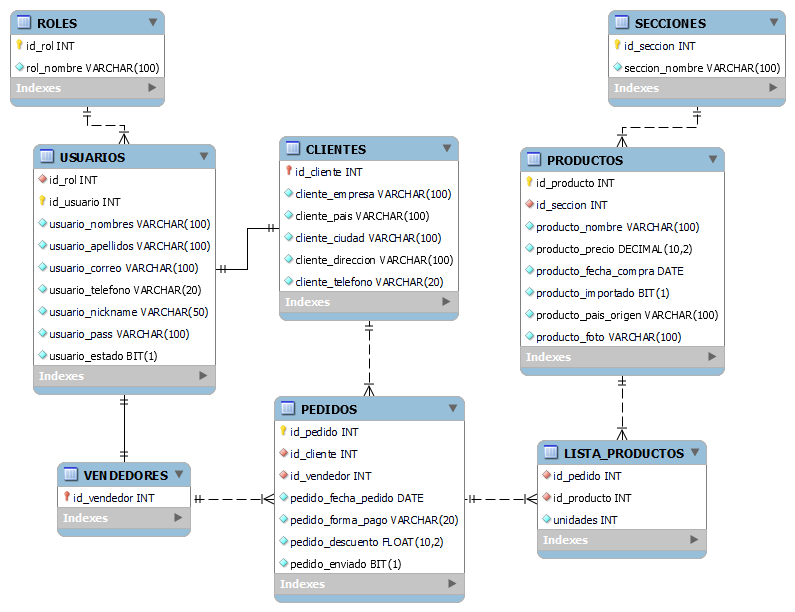 ROLES
id_rol INT
rol_nombre VARCHAR(100)
Indexes
SECCIONES
id_seccion INT
seccion_nombre VARCHAR(100)
Indexes
USUARIOS
id_rol INT
id_usuario INT
usuario_nombres VARCHAR(100)
usuario_apellidos VARCHAR(100)
usuario_correo VARCHAR(100)
usuario_telefono VARCHAR(20)
usuario_nickname VARCHAR(50)
usuario_pass VARCHAR(100)
usuario_estado BIT(1)
Indexes
CLIENTES
id_cliente INT
cliente_empresa VARCHAR(100)
cliente_pais VARCHAR(100)
cliente_ciudad VARCHAR(100)
cliente_direccion VARCHAR(100)
cliente_telefono VARCHAR(20)
Indexes
PRODUCTOS
id_producto INT
id_seccion INT
producto_nombre VARCHAR(100)
producto_precio DECIMAL(10,2)
producto_fecha_compra DATE
producto_importado BIT(1)
producto_pais_origen VARCHAR(100)
producto_foto VARCHAR(100)
Indexes
VENDEDORES
id_vendedor INT
Indexes
PEDIDOS
id_pedido INT
id_cliente INT
id_vendedor INT
pedido_fecha_pedido DATE
pedido_forma_pago VARCHAR(20)
pedido_descuento FLOAT(10,2)
pedido_enviado BIT(1)
Indexes
LISTA_PRODUCTOS
id_pedido INT
id_producto INT
unidades INT
Indexes